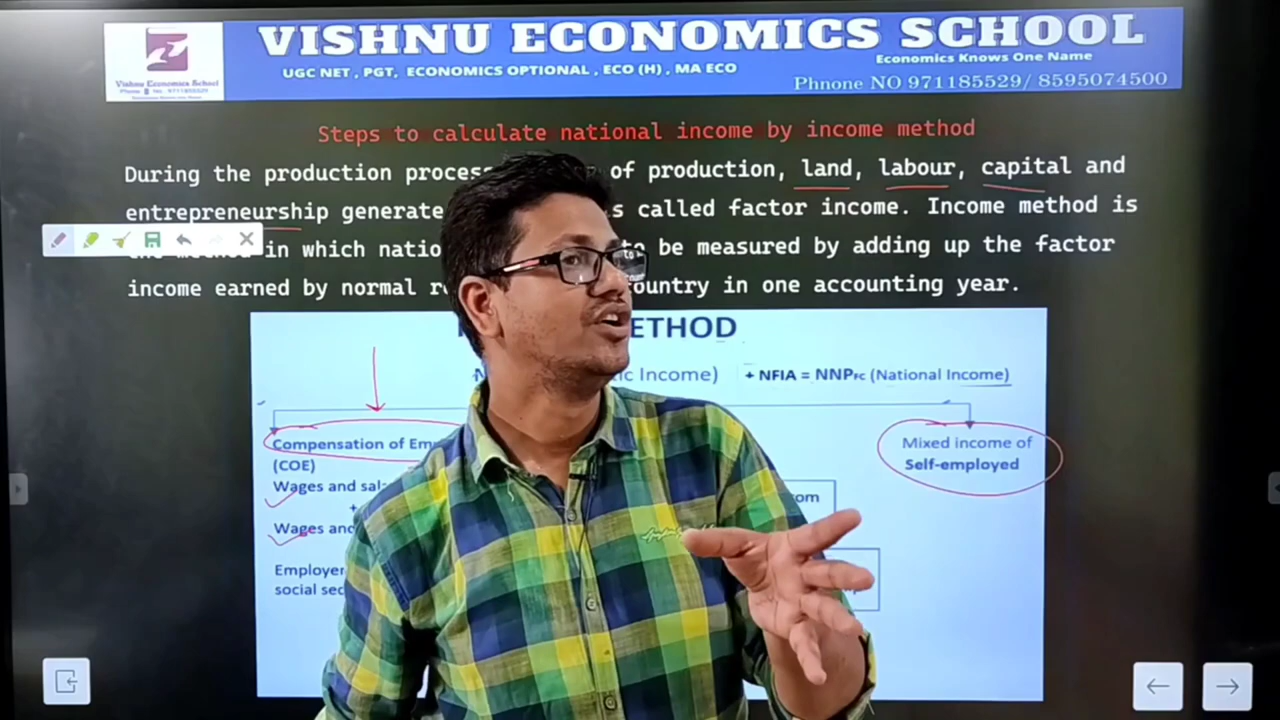 VISHNU ECONOMICS SCHOOL
Economics Knows One Name
UGC NET , PGT, ECONOMICS OPTIONAL , ECO (H) , MA ECO
Phnone NO 971185529/ 8595074500
Vishnu Economics School
Steps to calculate national income by income method
During the production proces of production, land, labour, capital and
entrepreneurship generate s called factor income. Income method is
in which natio to be measured by adding up the factor
income earned by normal r ountry in one accounting year.
ETHOD
ic Income) + NFIA = NNPFC (National Income)
Compensation of Em
(COE)
Mixed income of
Self-employed
Wages and sal
+
Wages and
om
Employer
social sec